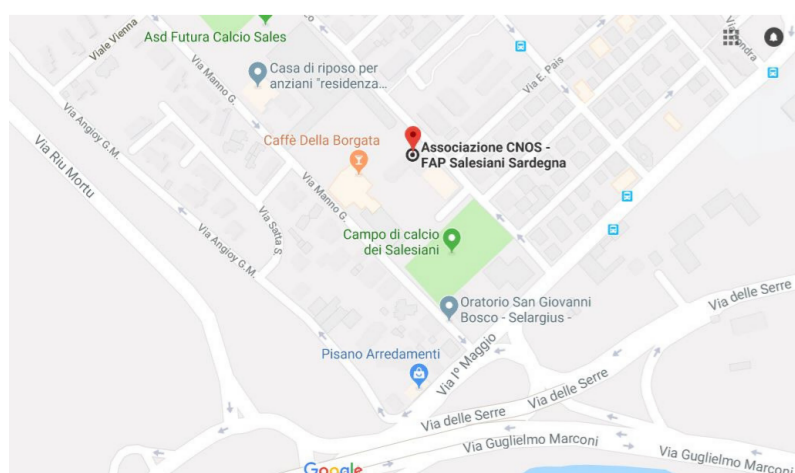 Asd Futura Calcio Sales
Viale Vienna
Via Manno G.
Casa di riposo per
anziani "residenza...
Via E. Pais
Via Angioy G.M.
Via Riu Mortu
Caffè Della Borgata
Associazione CNOS -
FAP Salesiani Sardegna
Via Manno G.
Via Satta S.
Via Angioy G.M.
Campo di calcio
dei Salesiani
Oratorio San Giovanni
Bosco - Selargius -
Via delle Serre
Pisano Arredamenti
Via I° Maggio
Via delle Serre
Via delle Serre
Via Guglielmo Marconi
Via Guglielmo Marconi
Google